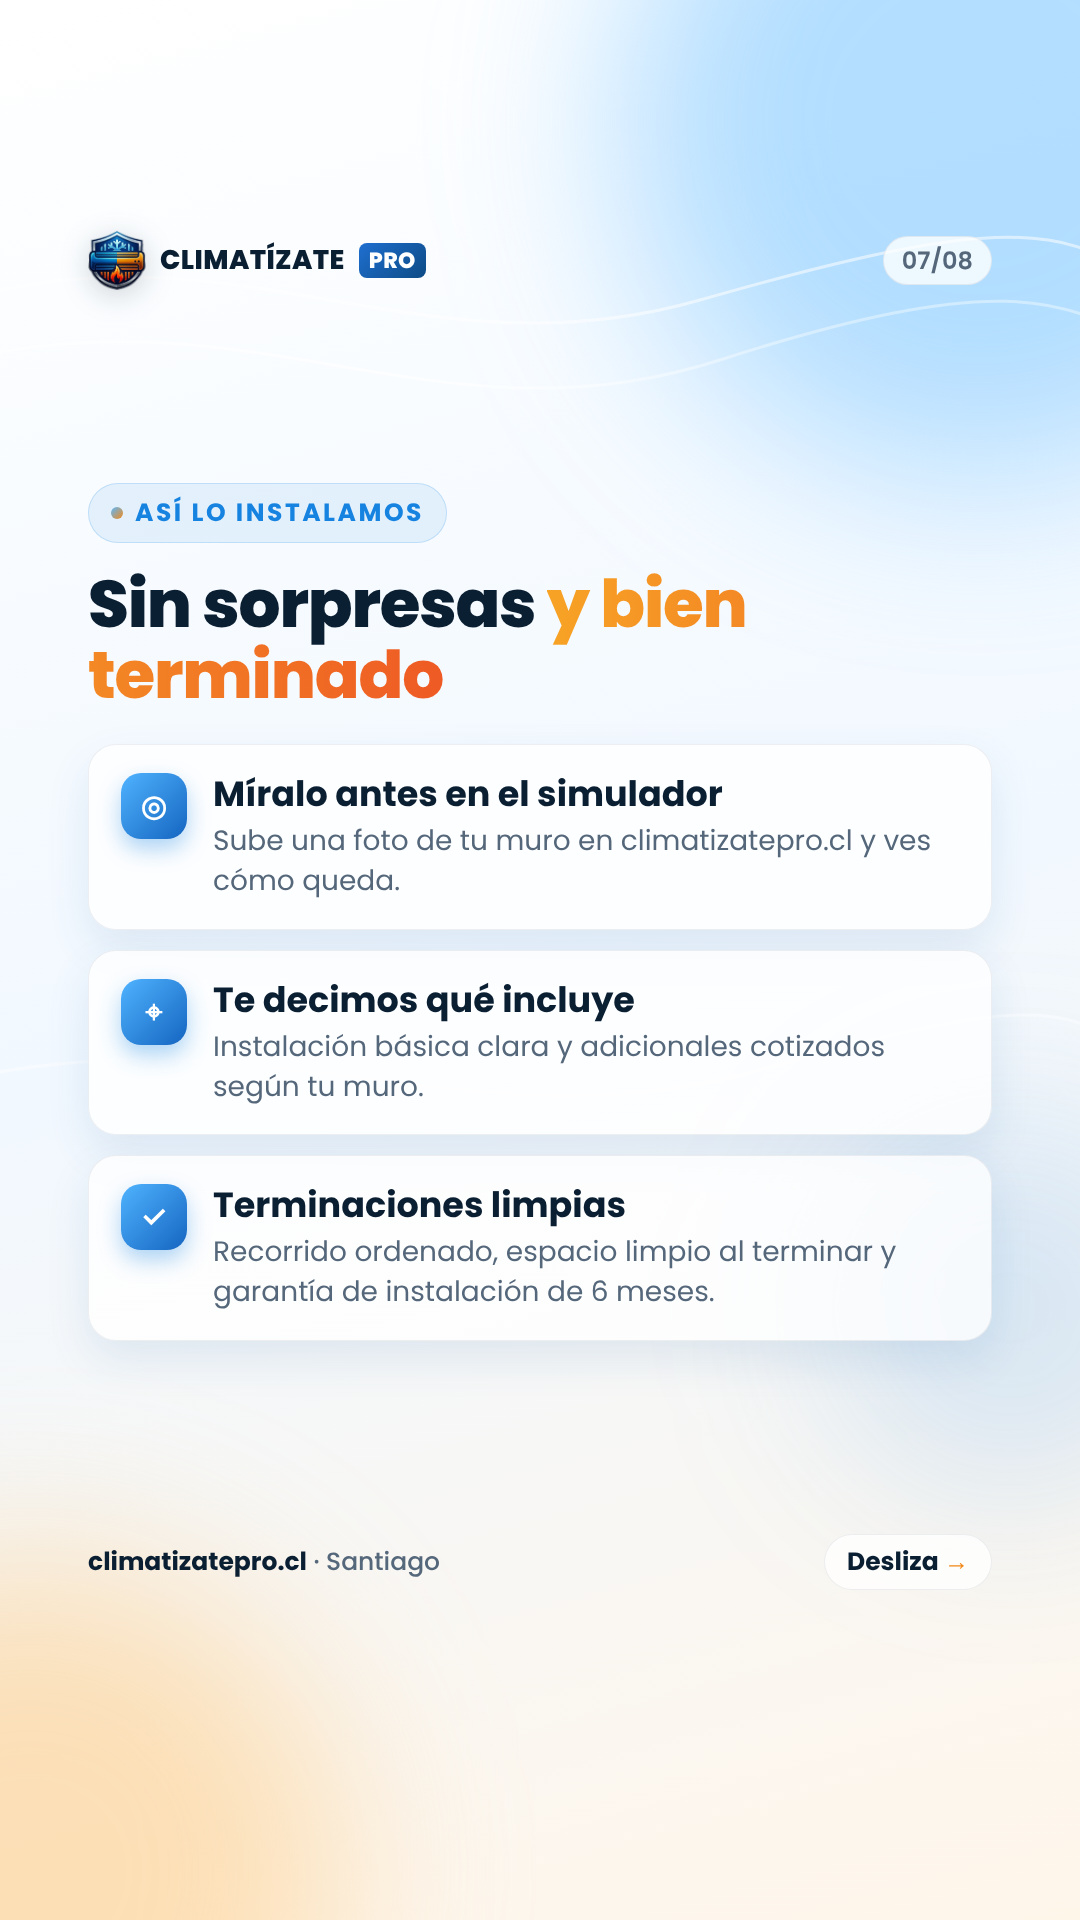 CLIMATÍZATE PRO
07/08
ASÍ LO INSTALAMOS
Sin sorpresas y bien
terminado
Míralo antes en el simulador
Sube una foto de tu muro en climatizatepro.cl y ves
cómo queda.
Te decimos qué incluye
Instalación básica clara y adicionales cotizados
según tu muro.
Terminaciones limpias
Recorrido ordenado, espacio limpio al terminar y
garantía de instalación de 6 meses.
climatizatepro.cl · Santiago
Desliza →